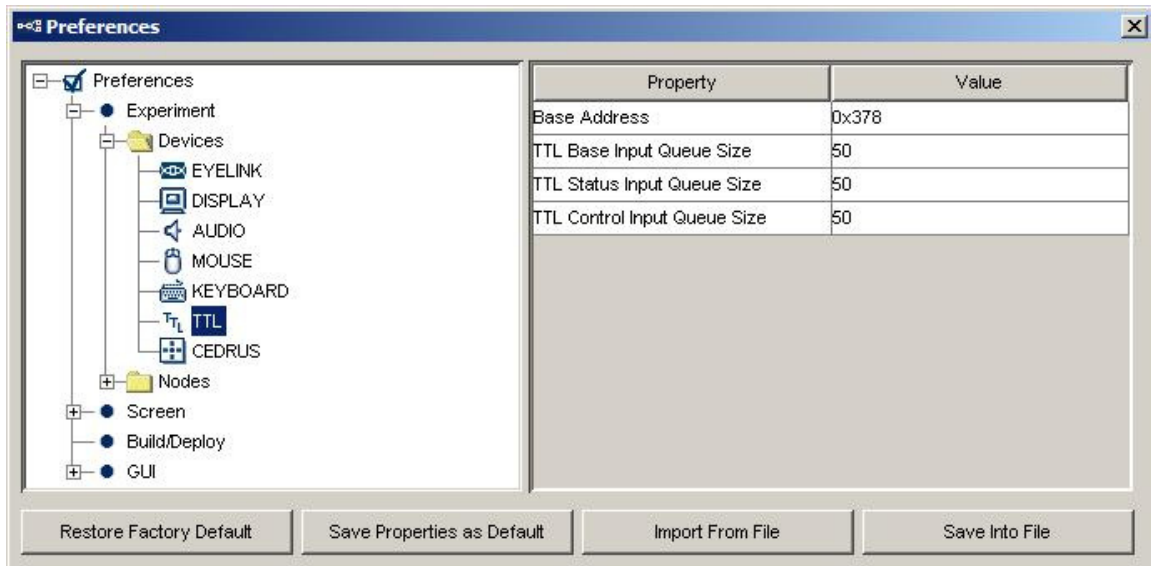 Preferences
Preferences
Experiment
Devices
EYELINK
DISPLAY
AUDIO
MOUSE
KEYBOARD
TTL TTL
CEDRUS
Nodes
Screen
Build/Deploy
GUI
Property Value
Base Address 0x378
TTL Base Input Queue Size 50
TTL Status Input Queue Size 50
TTL Control Input Queue Size 50
Restore Factory Default Save Properties as Default Import From File Save Into File